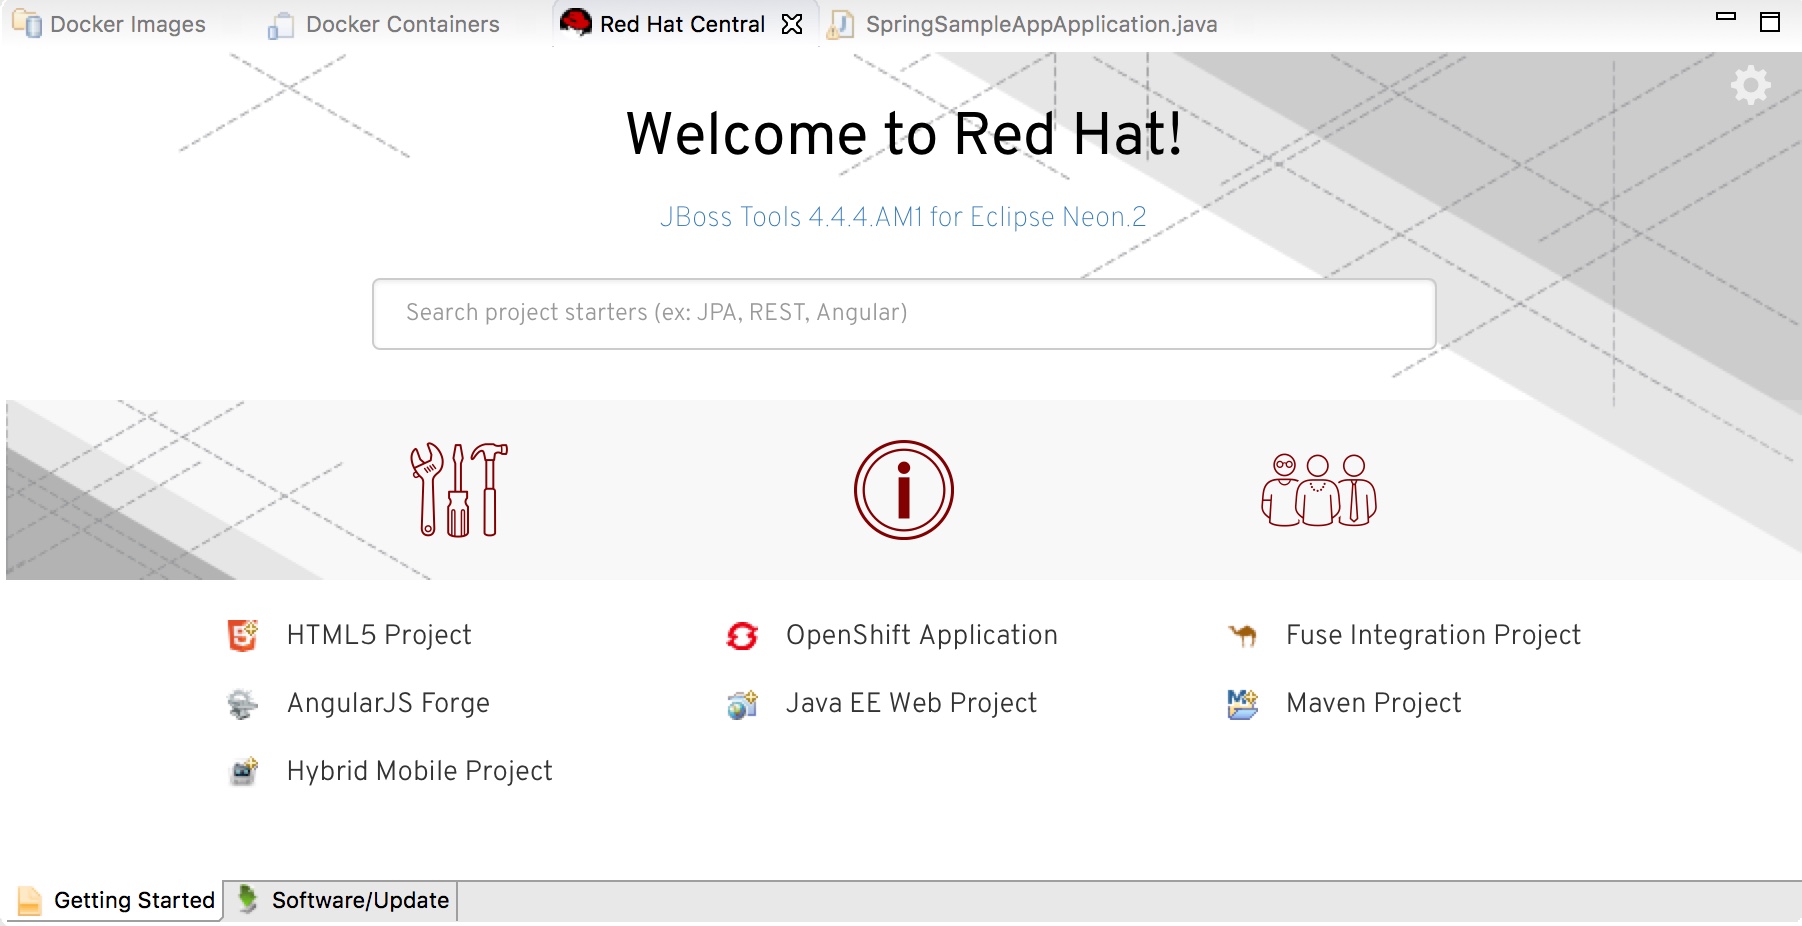 Docker Images Docker Containers Red Hat Central SpringSampleAppApplication.java
Welcome to Red Hat!
JBoss Tools 4.4.4.AM1 for Eclipse Neon.2
Search project starters (ex: JPA, REST, Angular)
HTML5 Project OpenShift Application Fuse Integration Project
AngularJS Forge Java EE Web Project Maven Project
Hybrid Mobile Project
Getting Started Software/Update